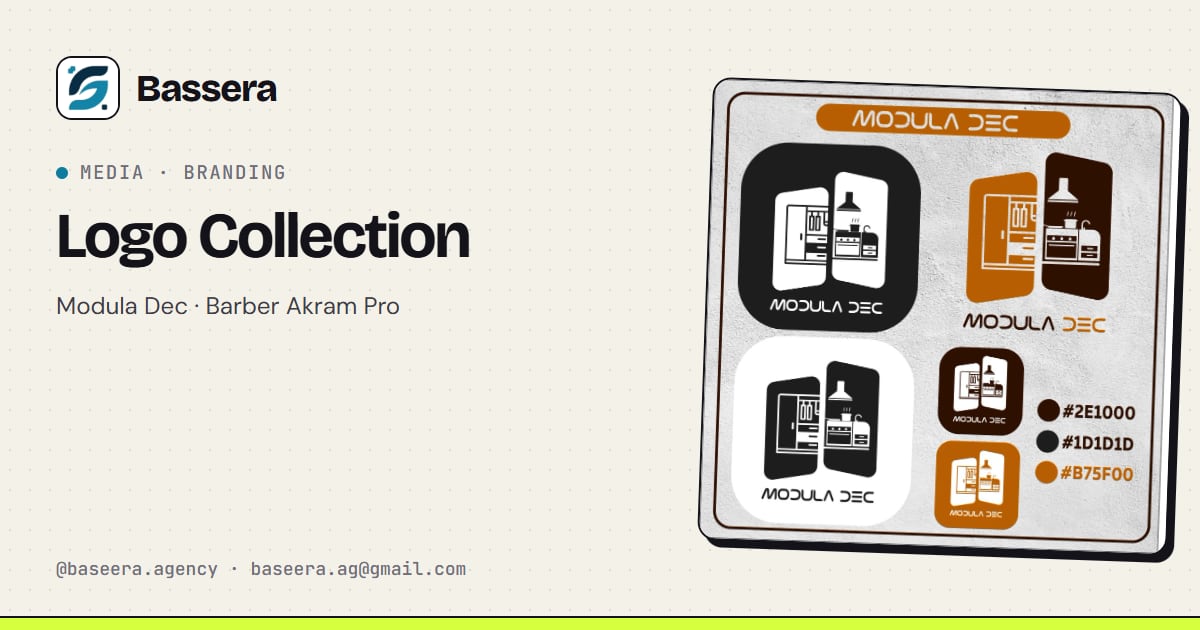 Bassera
MEDIA · BRANDING
Logo Collection
Modula Dec · Barber Akram Pro
@baseera.agency · baseera.ag@gmail.com
MODULA DEC
MODULA DEC
MODULA DEC
MODULA DEC
MODULA DEC
MODULA DEC
#2E1000
#1D1D1D
#B75F00